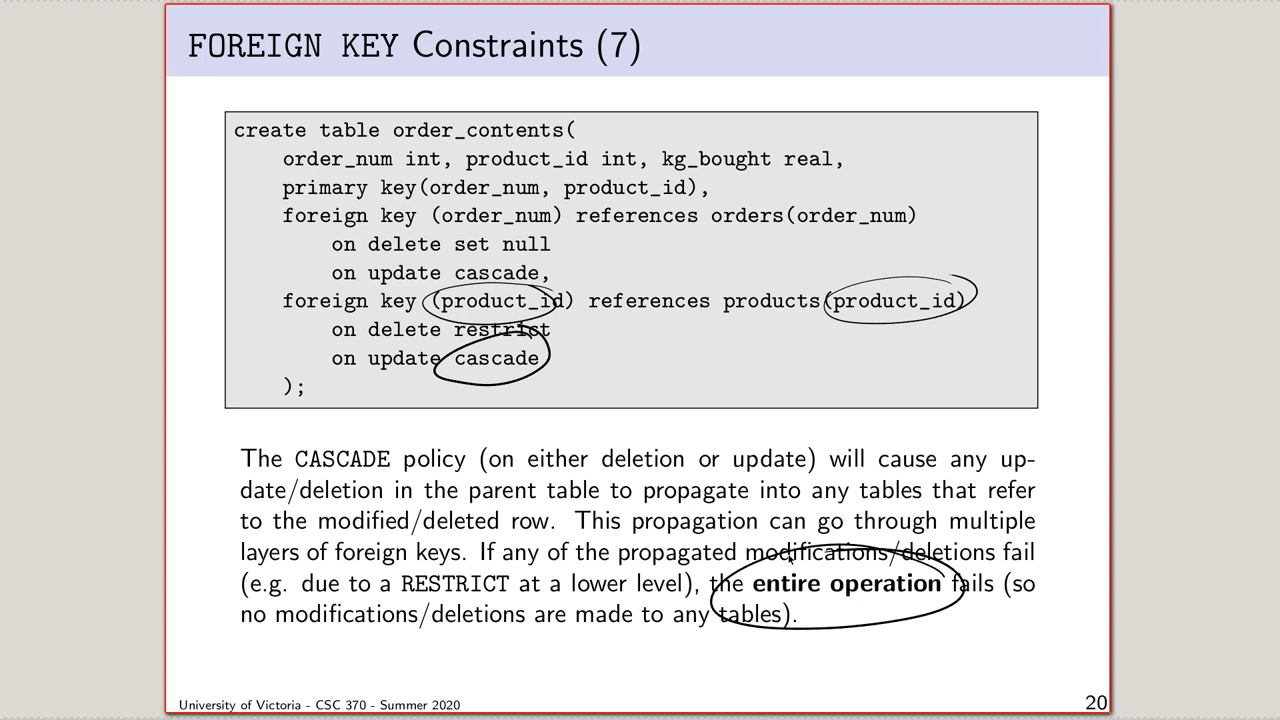 FOREIGN KEY Constraints (7)
create table order_contents(
    order_num int, product_id int, kg_bought real,
    primary key(order_num, product_id),
    foreign key (order_num) references orders(order_num)
        on delete set null
        on update cascade,
    foreign key (product_id) references products(product_id)
        on delete restrict
        on update cascade
    );
The CASCADE policy (on either deletion or update) will cause any up-
date/deletion in the parent table to propagate into any tables that refer
to the modified/deleted row. This propagation can go through multiple
layers of foreign keys. If any of the propagated modifications/deletions fail
(e.g. due to a RESTRICT at a lower level), the entire operation fails (so
no modifications/deletions are made to any tables).
University of Victoria - CSC 370 - Summer 2020
20